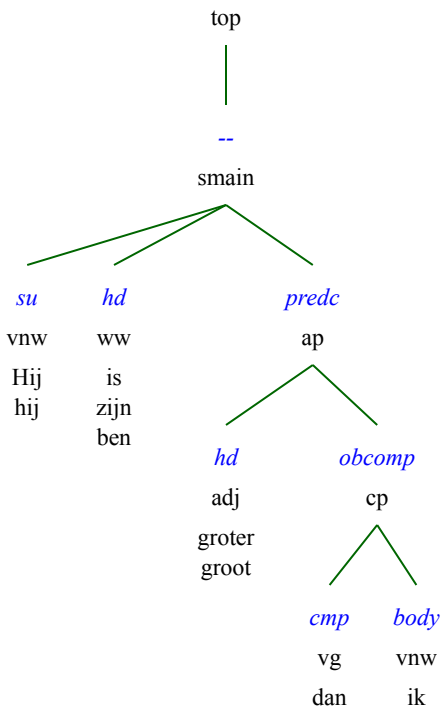 top
--
smain
su hd predc
vnw ww ap
Hij is
hij zijn
ben
hd obcomp
adj cp
groter
groot
cmp body
vg vnw
dan ik